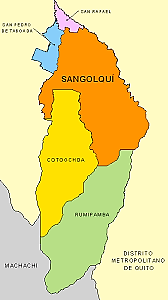 SAN RAFAEL
SAN PEDRO
DE TABOADA
SANGOLQUÍ
COTOGCHOA
RUMIPAMBA
DISTRITO
METROPOLITANO
DE QUITO
MACHACHI